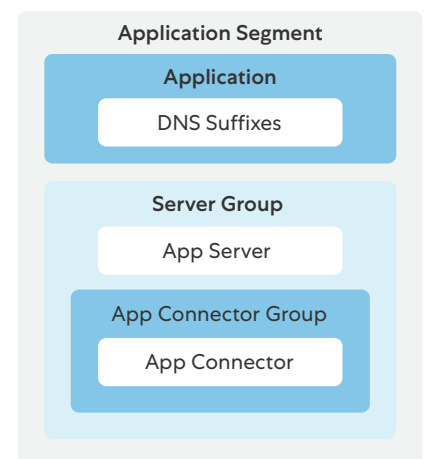 Application Segment
Application
DNS Suffixes
Server Group
App Server
App Connector Group
App Connector